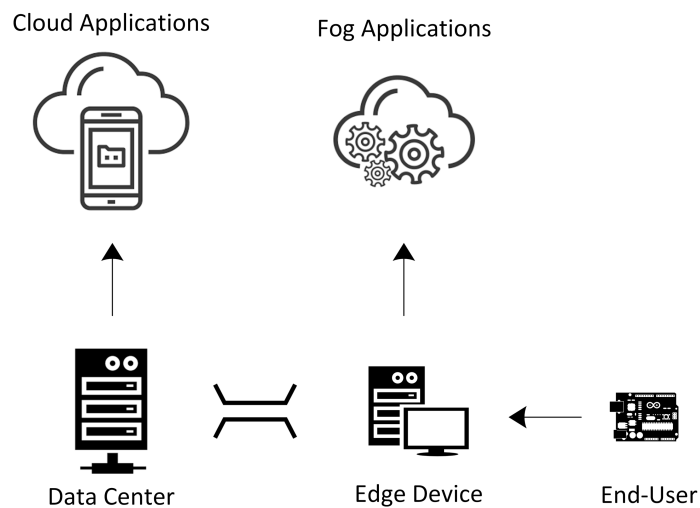 Cloud Applications
Fog Applications
Data Center
Edge Device
End-User